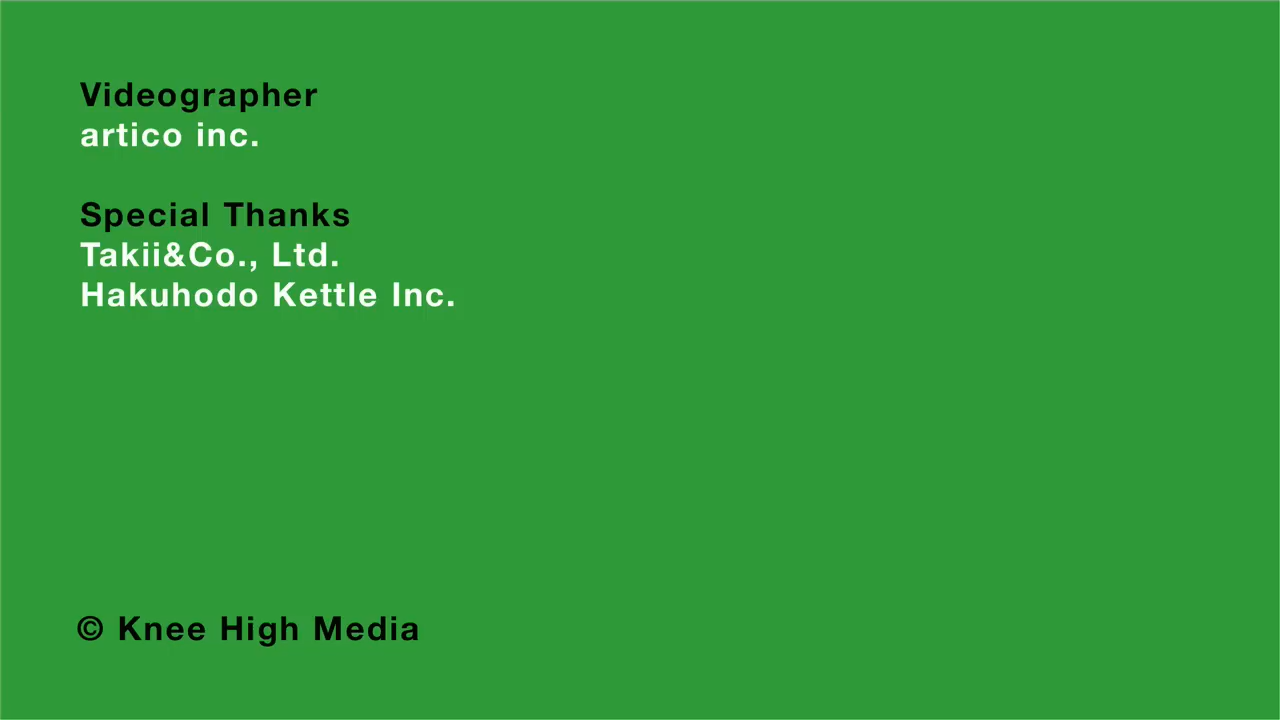 Videographer
artico inc.
Special Thanks
Takii&Co., Ltd.
Hakuhodo Kettle Inc.
© Knee High Media